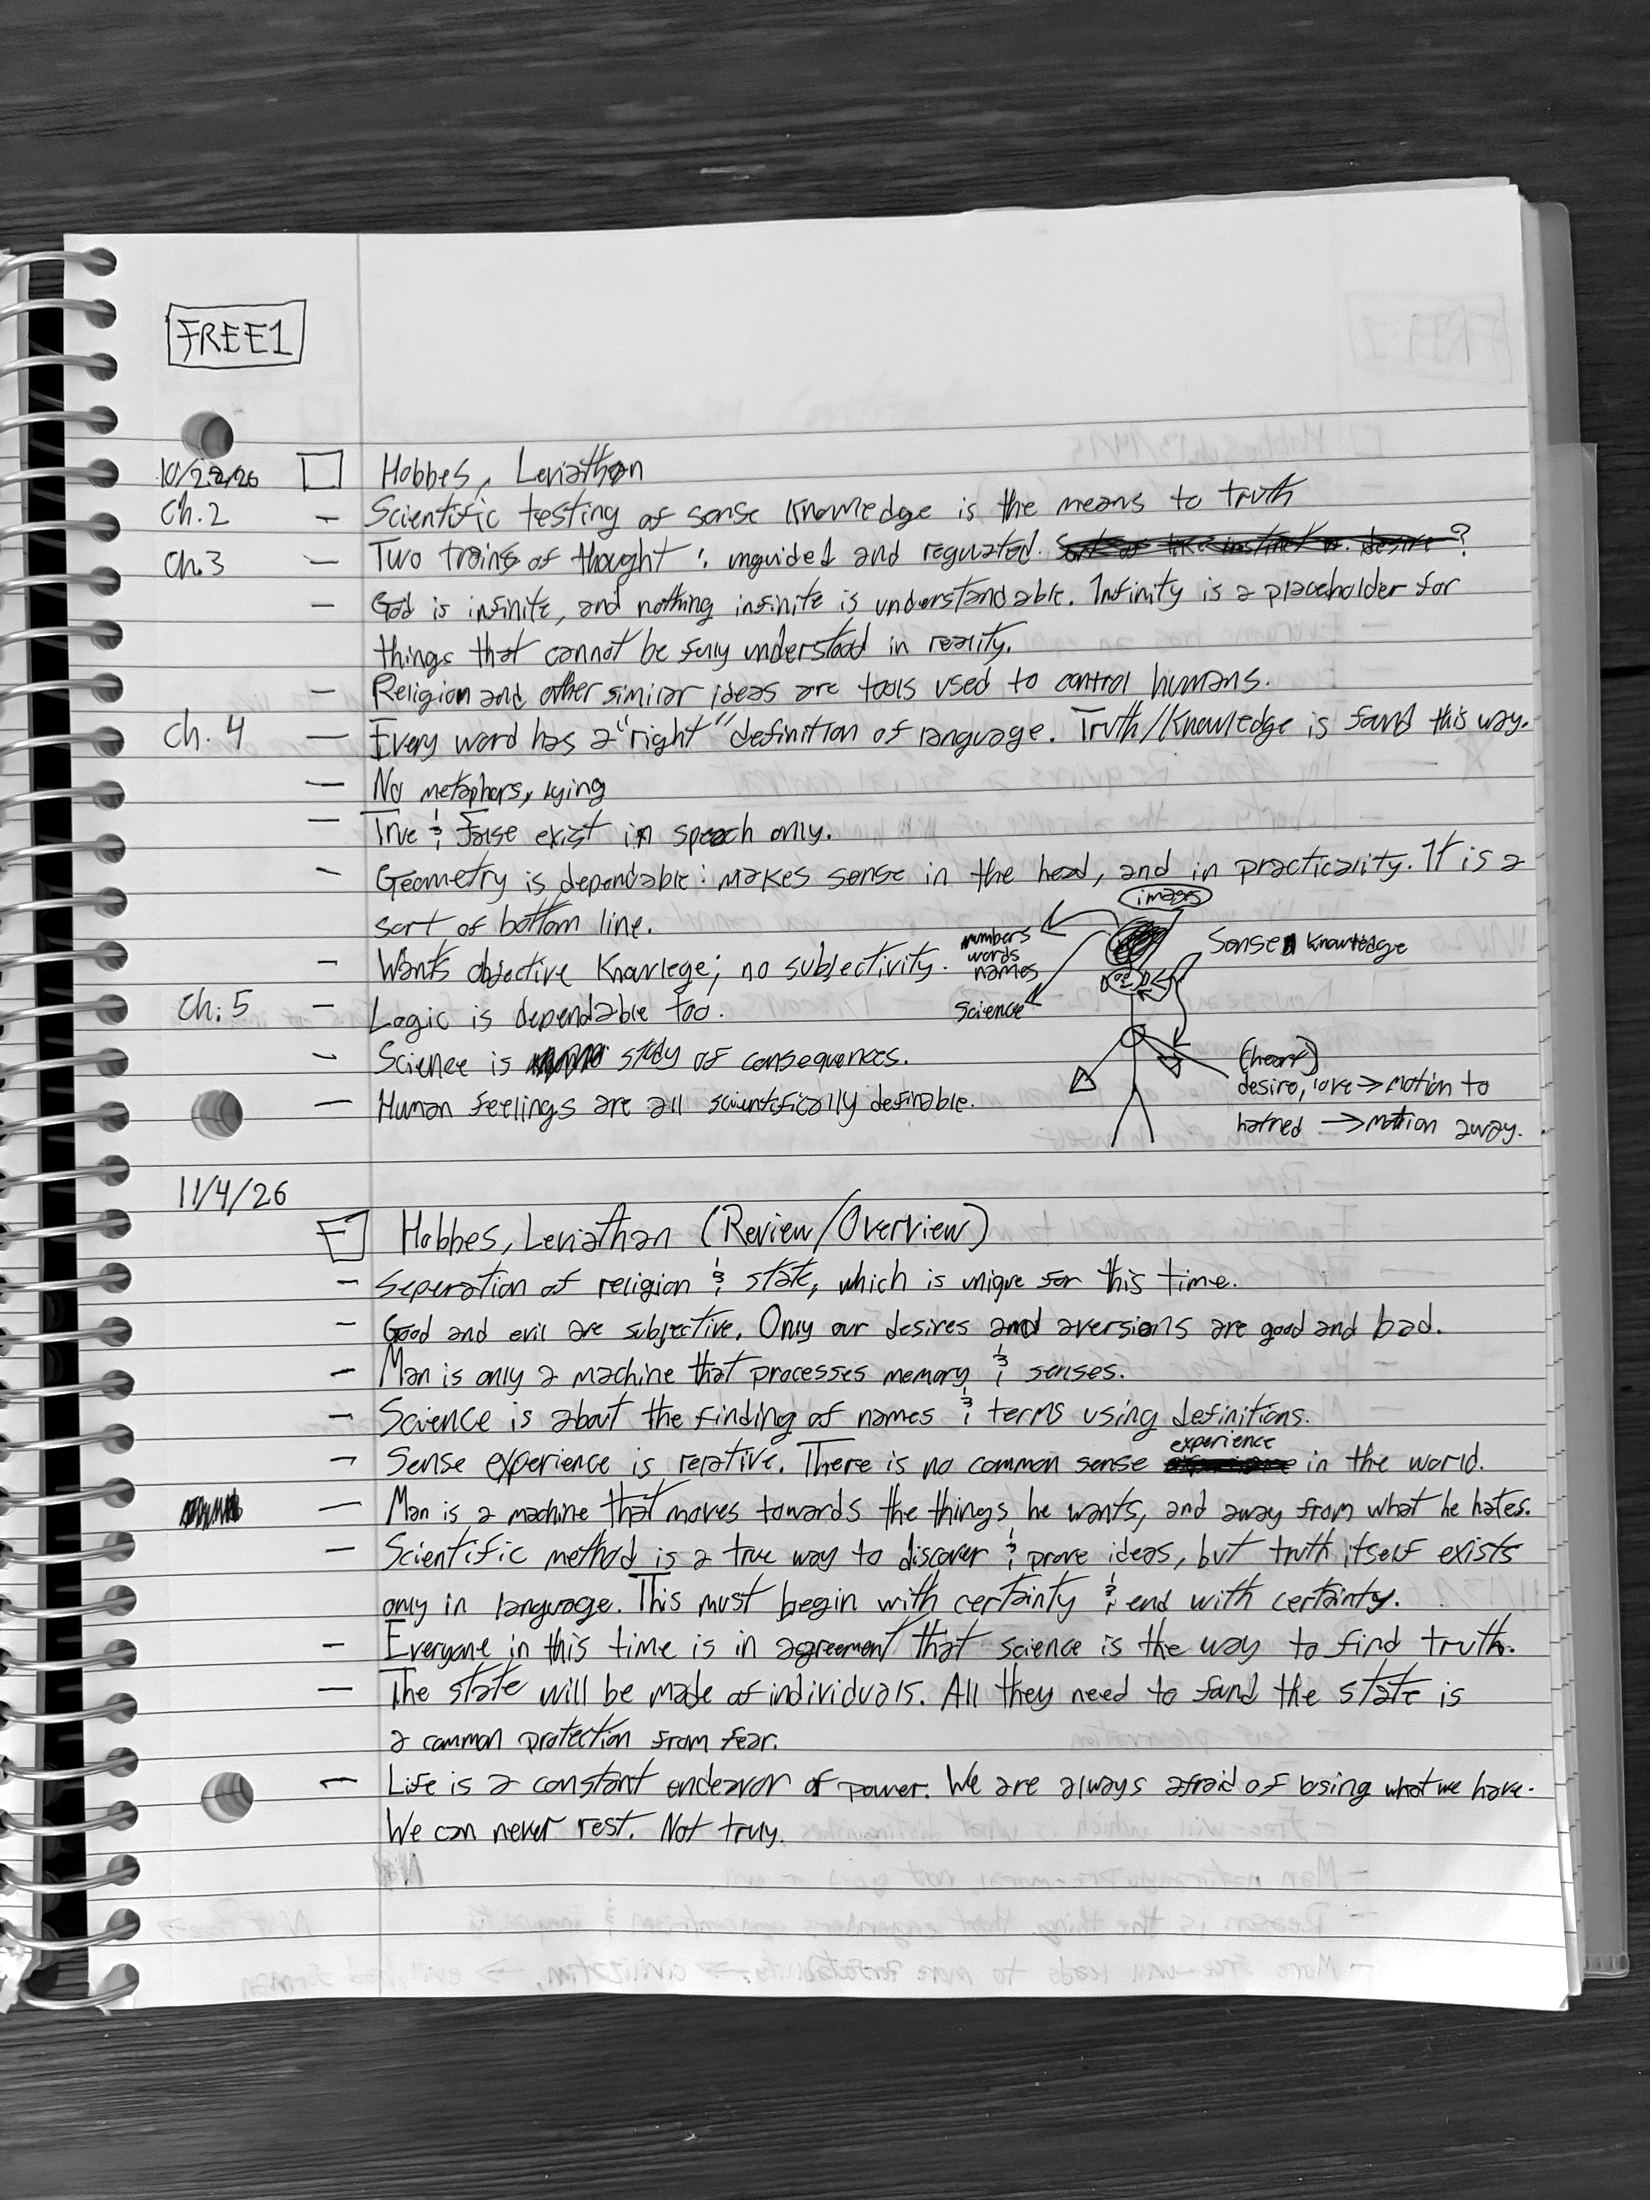 FREE1
10/22/26 Hobbes, Leviathan
Ch. 2 - Scientific testing of sense knowledge is the means to truth
Ch.3 - Two trains of thought: unguided and regulated.
- God is infinite, and nothing infinite is understandable. Infinity is a placeholder for
things that cannot be fully understood in reality.
- Religion and other similar ideas are tools used to control humans.
Ch. 4 - Every word has a "right" definition of language. Truth/Knowledge is found this way.
- No metaphors, lying
- True & False exist in speech only.
- Geometry is dependable: makes sense in the head, and in practicality. It is a
sort of bottom line.
- Wants objective Knowlege; no subjectivity.
Ch. 5 - Logic is dependable too.
- Science is study of consequences.
- Human feelings are all scientifically definable.
images
numbers
words
names
science
Sense knowledge
(heart)
desire, love → motion to
hatred → motion away.
11/4/26
Hobbes, Leviathan (Review/Overview)
- Seperation of religion & state, which is unique for this time.
- Good and evil are subjective. Only our desires and aversions are good and bad.
- Man is only a machine that processes memory & senses.
- Science is about the finding of names & terms using definitions.
- Sense experience is relative. There is no common sense experience in the world.
- Man is a machine that moves towards the things he wants, and away from what he hates.
- Scientific method is a true way to discover & prove ideas, but truth itself exists
only in language. This must begin with certainty & end with certainty.
- Everyone in this time is in agreement that science is the way to find truth.
- The state will be made of individuals. All they need to found the state is
a common protection from fear.
- Life is a constant endeavor of power. We are always afraid of losing what we have.
We can never rest. Not truly.